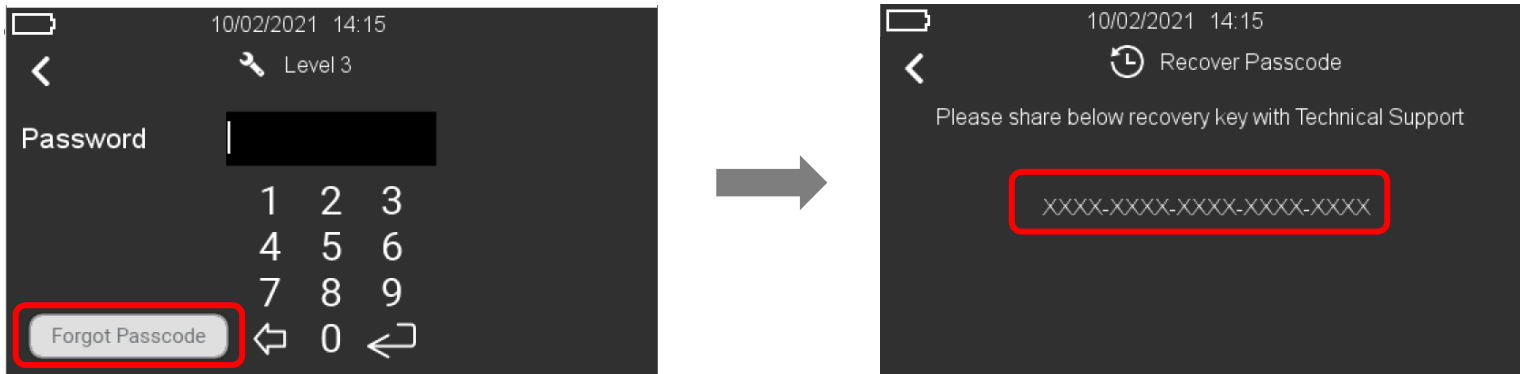 10/02/2021 14:15
Level 3
Password
1 2 3
4 5 6
7 8 9
Forgot Passcode
0
10/02/2021 14:15
Recover Passcode
Please share below recovery key with Technical Support
XXXX-XXXX-XXXX-XXXX-XXXX